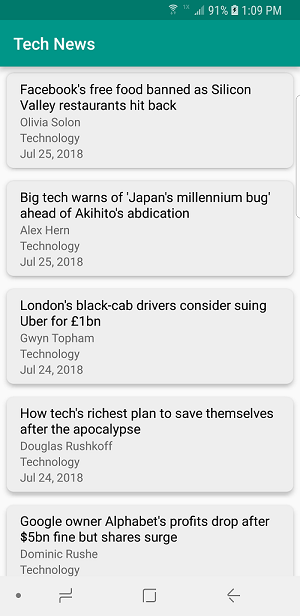 1X 91% 1:09 PM
Tech News
Facebook's free food banned as Silicon
Valley restaurants hit back
Olivia Solon
Technology
Jul 25, 2018
Big tech warns of 'Japan's millennium bug'
ahead of Akihito's abdication
Alex Hern
Technology
Jul 25, 2018
London's black-cab drivers consider suing
Uber for £1bn
Gwyn Topham
Technology
Jul 24, 2018
How tech's richest plan to save themselves
after the apocalypse
Douglas Rushkoff
Technology
Jul 24, 2018
Google owner Alphabet's profits drop after
$5bn fine but shares surge
Dominic Rushe
Technology